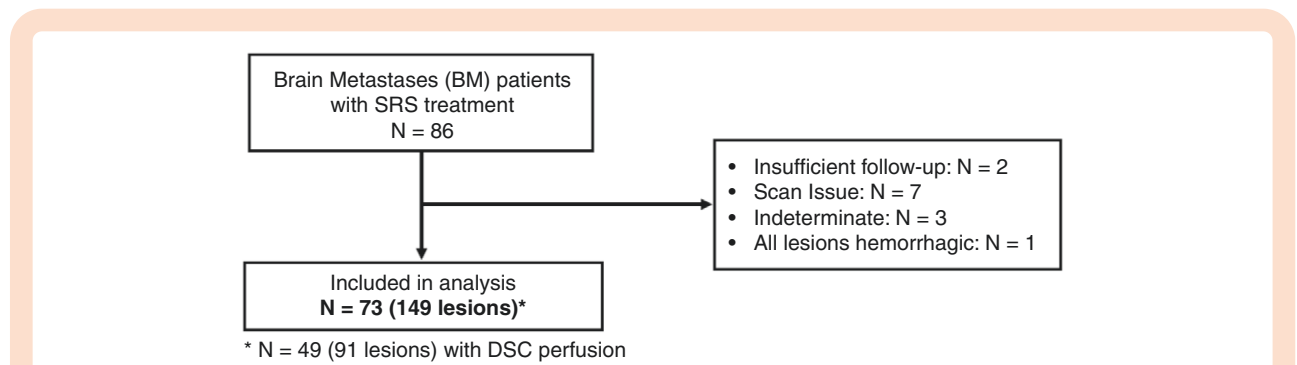 Brain Metastases (BM) patients
with SRS treatment
N = 86
• Insufficient follow-up: N = 2
• Scan Issue: N = 7
• Indeterminate: N = 3
• All lesions hemorrhagic: N = 1
Included in analysis
N = 73 (149 lesions)*
* N = 49 (91 lesions) with DSC perfusion